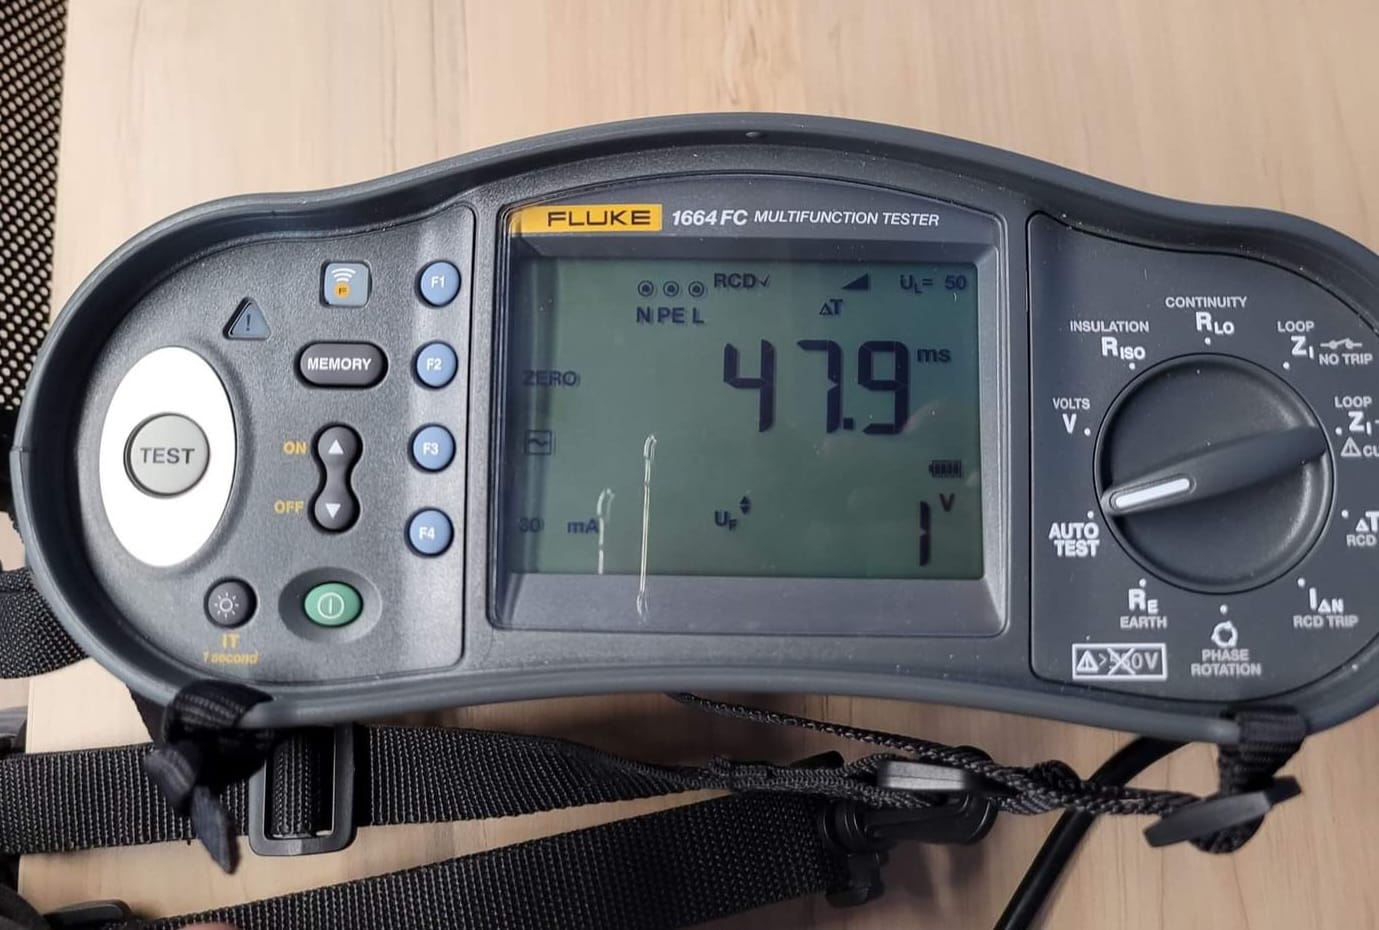 FLUKE 1664 FC MULTIFUNCTION TESTER
RCD✓
UL= 50
N PE L
ΔT
47.9 ms
ZERO
30 mA
UF
1 V
F1
F2
F3
F4
F
MEMORY
TEST
ON
OFF
IT
1 second
CONTINUITY
RLO
INSULATION
RISO
LOOP
ZI
NO TRIP
VOLTS
V
LOOP
ZI
AUTO
TEST
ΔT
RCD
RE
EARTH
IΔN
RCD TRIP
PHASE
ROTATION